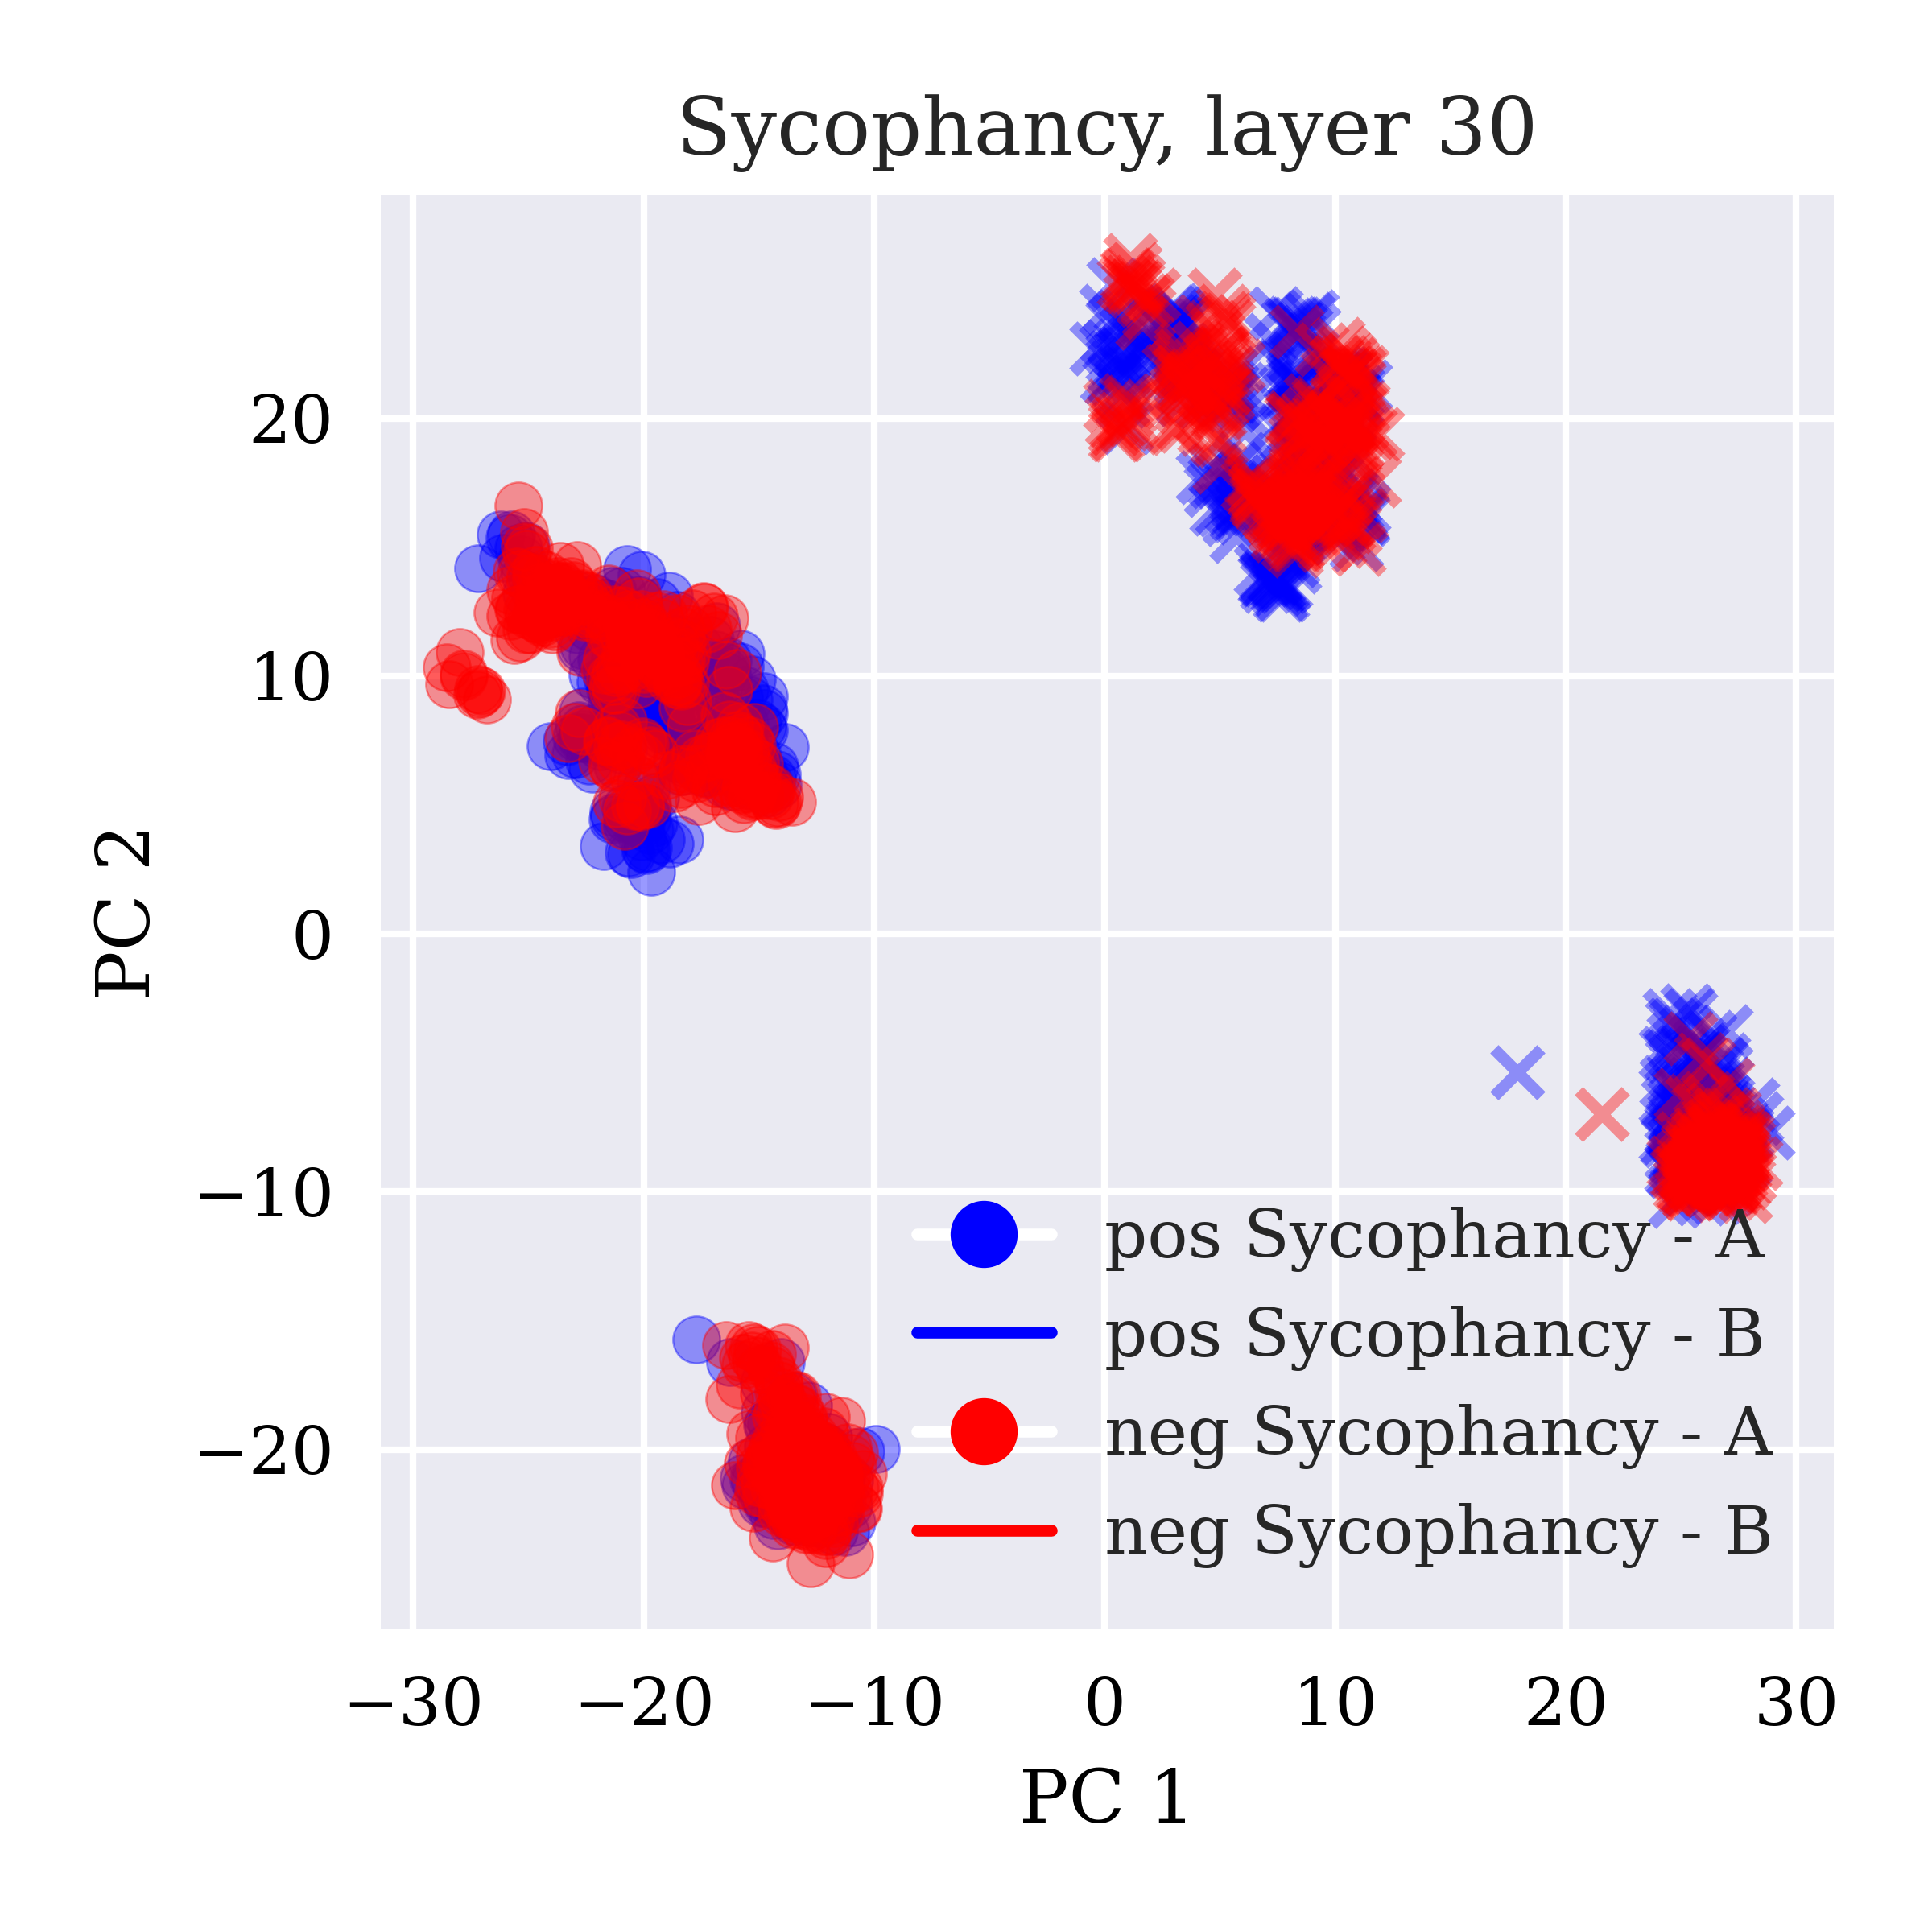 Sycophancy, layer 30
PC 2
20
10
0
−10
−20
pos Sycophancy - A
pos Sycophancy - B
neg Sycophancy - A
neg Sycophancy - B
−30 −20 −10 0 10 20 30
PC 1